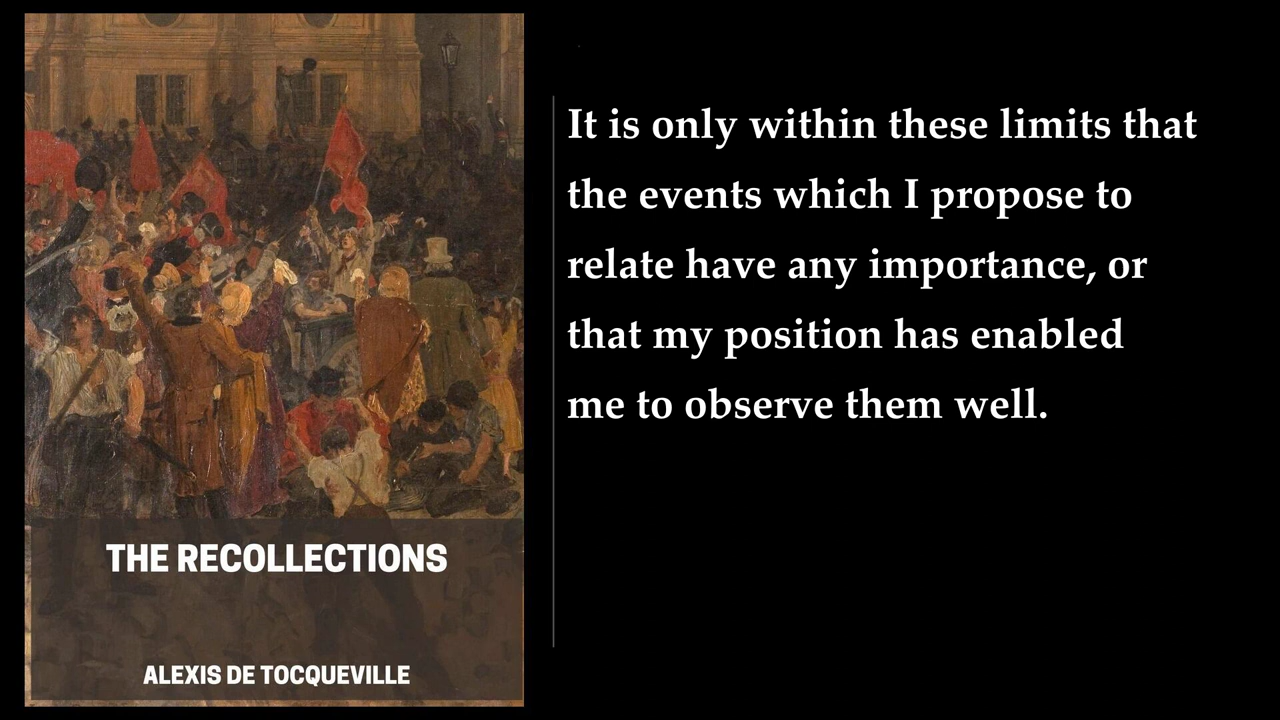 It is only within these limits that
the events which I propose to
relate have any importance, or
that my position has enabled
me to observe them well.
THE RECOLLECTIONS
ALEXIS DE TOCQUEVILLE